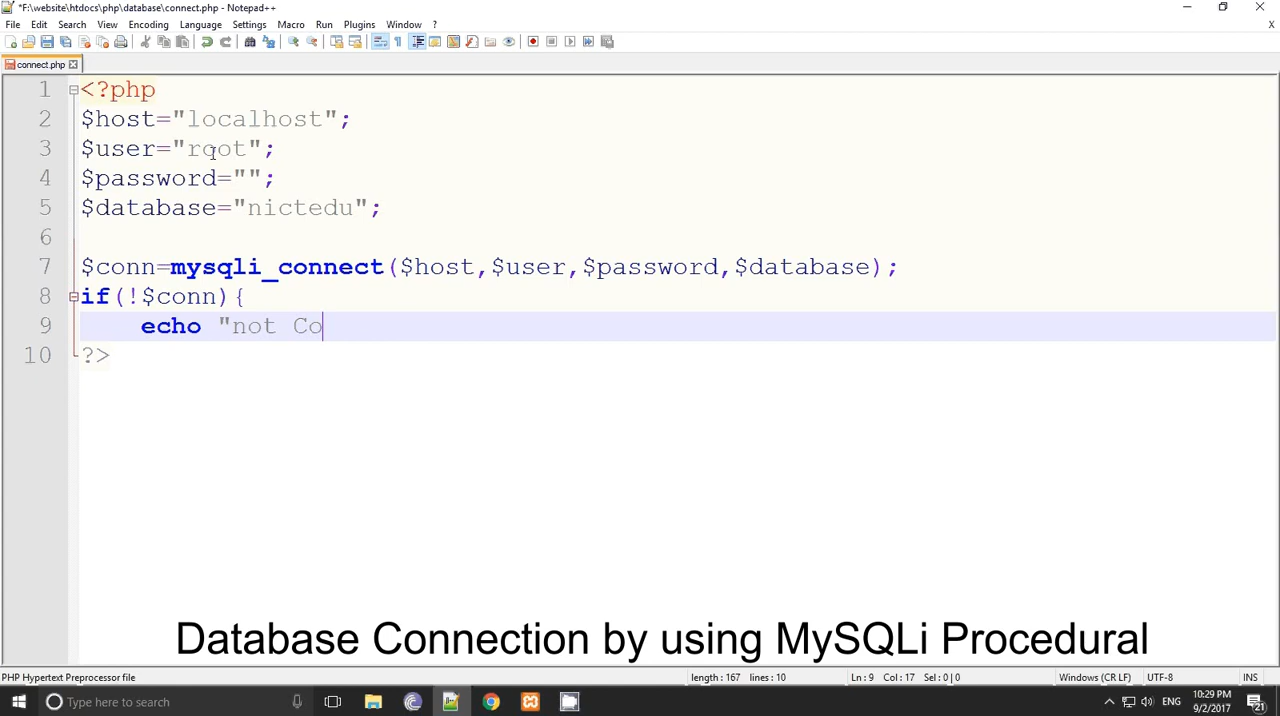 *F:\website\htdocs\php\database\connect.php - Notepad++
File Edit Search View Encoding Language Settings Macro Run Plugins Window ?
X
connect.php
1 <?php
2 $host="localhost";
3 $user="root";
4 $password="";
5 $database="nictedu";
6
7 $conn=mysqli_connect($host,$user,$password,$database);
8 if(!$conn){
9 echo "not Co
10 ?>
Database Connection by using MySQLi Procedural
PHP Hypertext Preprocessor file length : 167 lines : 10 Ln : 9 Col : 17 Sel : 0 | 0 Windows (CR LF) UTF-8 INS
Type here to search ENG 10:29 PM
9/2/2017 21